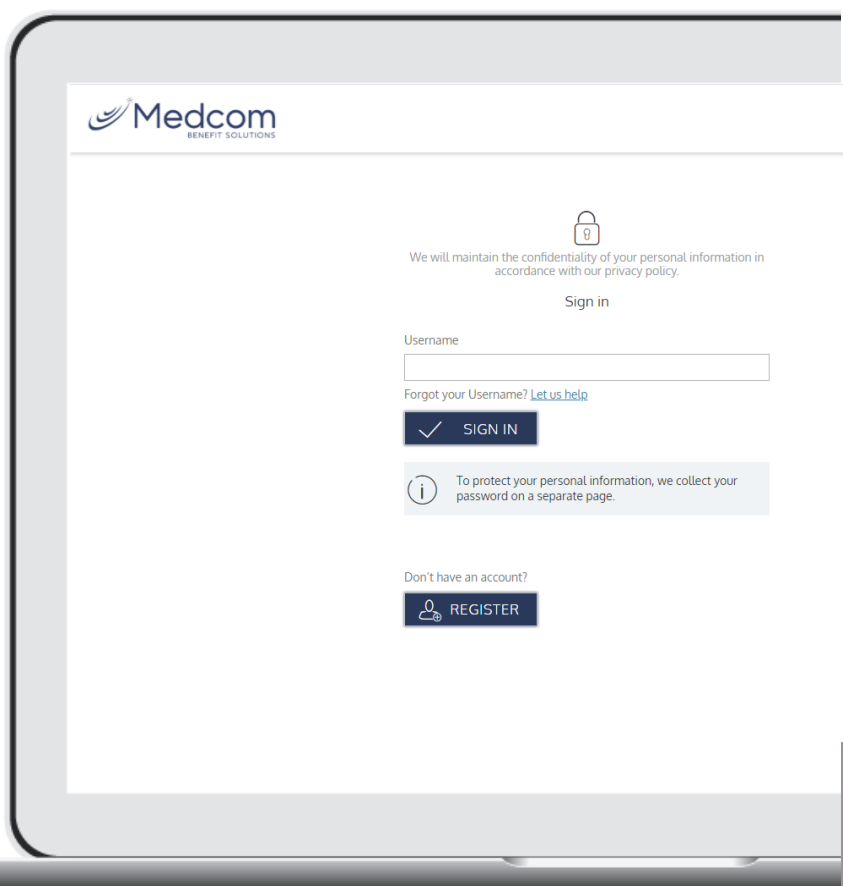 Medcom
BENEFIT SOLUTIONS
We will maintain the confidentiality of your personal information in
accordance with our privacy policy.
Sign in
Username
Forgot your Username? Let us help
SIGN IN
To protect your personal information, we collect your
password on a separate page.
Don't have an account?
REGISTER